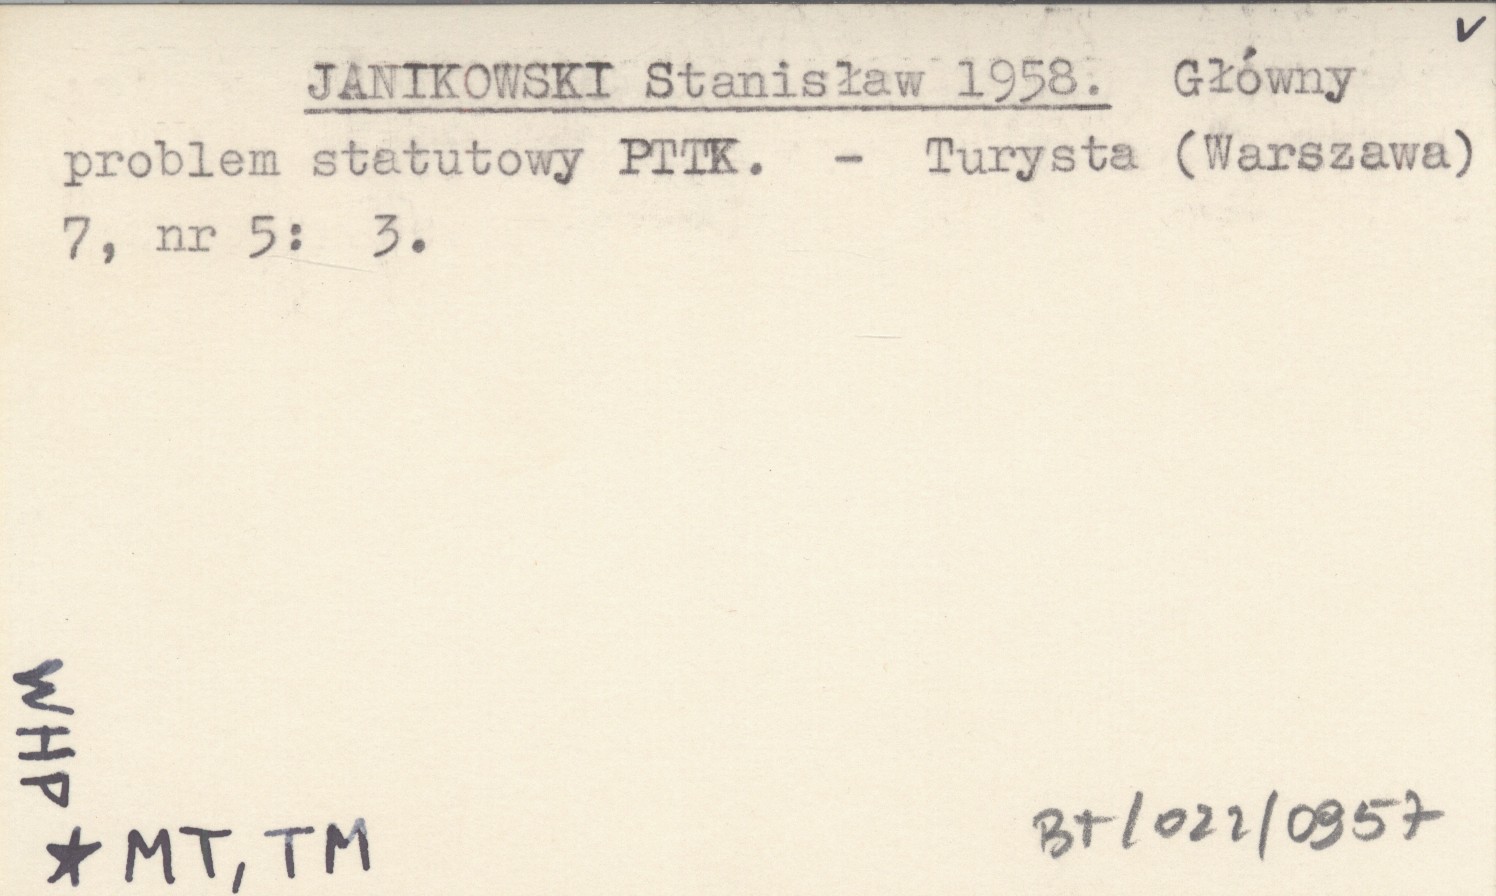 ✓
JANIKOWSKI Stanisław 1958. Główny
problem statutowy PTTK. - Turysta (Warszawa)
7, nr 5: 3.
WHP
★ MT, TM
BT/022/0957